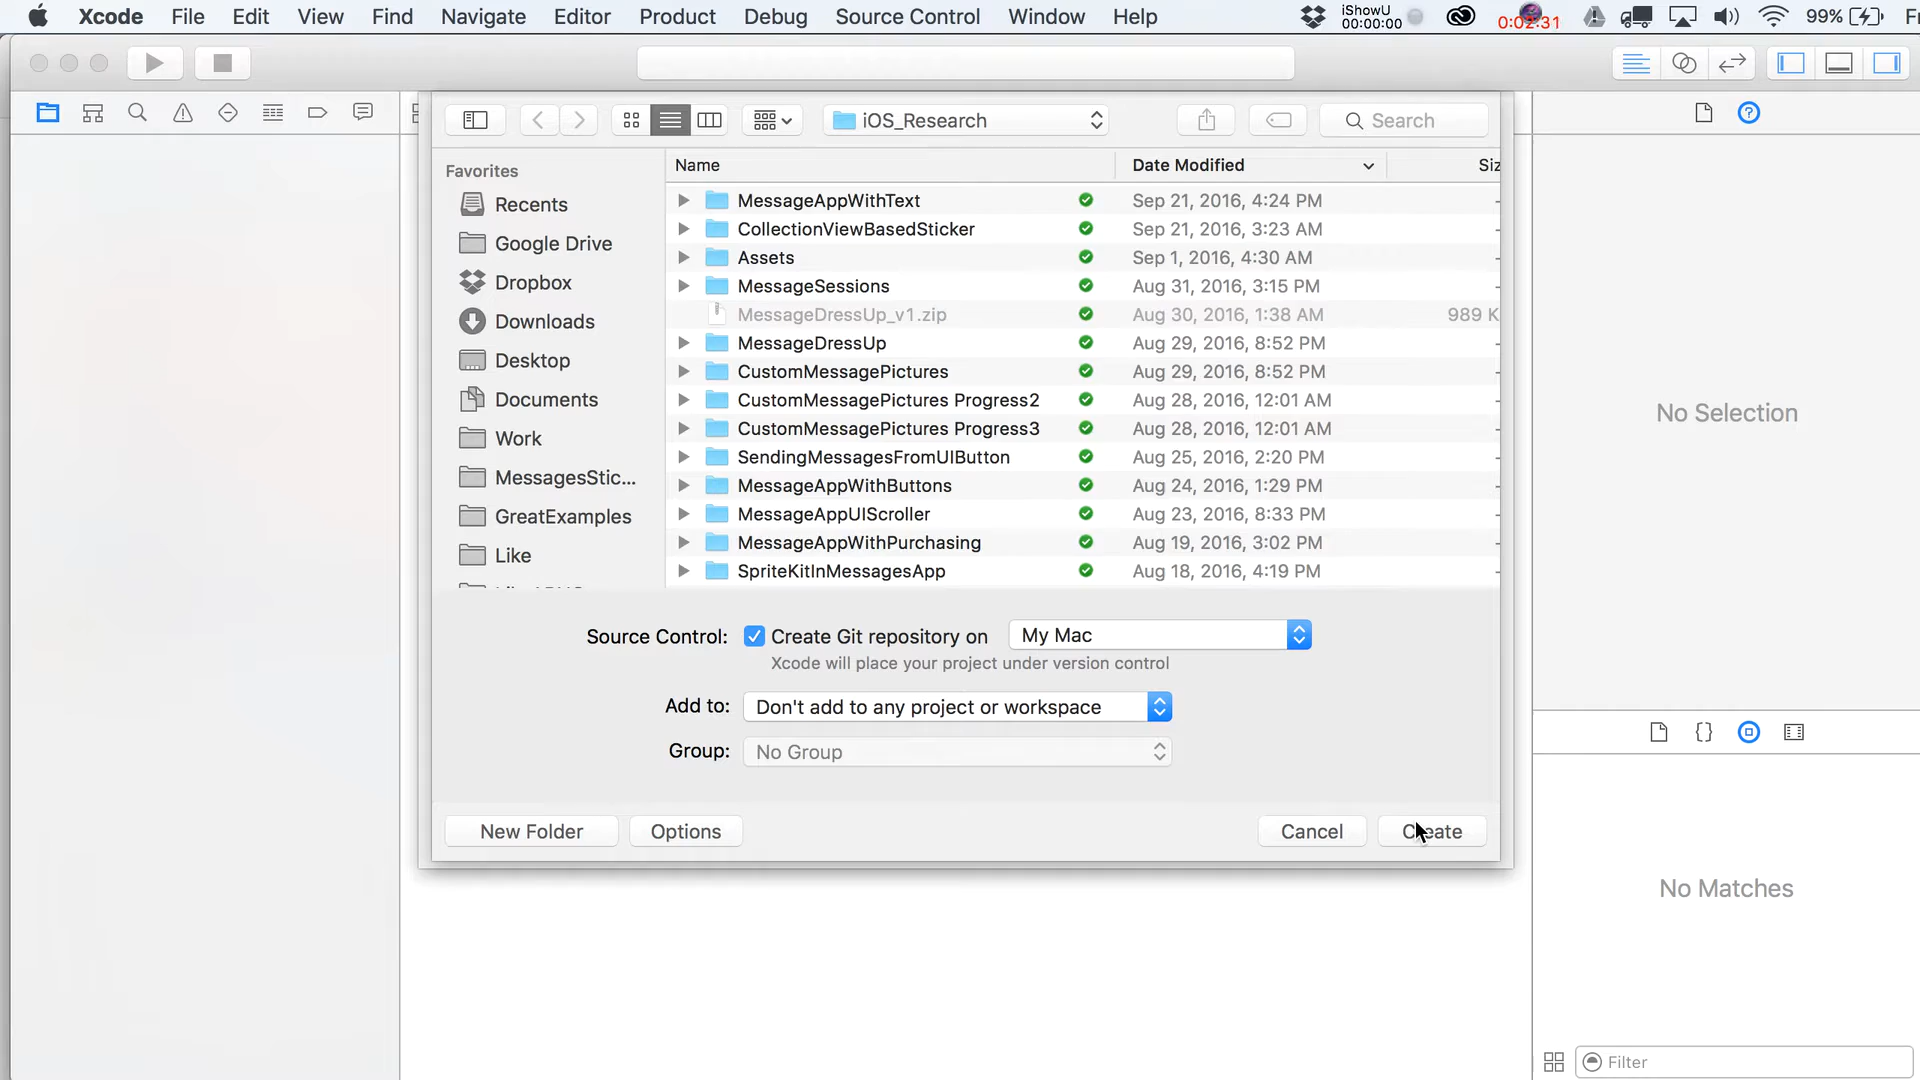 Xcode File Edit View Find Navigate Editor Product Debug Source Control Window Help iShowU 00:00:00 0:02:31 99%
iOS_Research Search
Favorites
Recents
Google Drive
Dropbox
Downloads
Desktop
Documents
Work
MessagesStic...
GreatExamples
Like
Name Date Modified Siz
MessageAppWithText Sep 21, 2016, 4:24 PM -
CollectionViewBasedSticker Sep 21, 2016, 3:23 AM -
Assets Sep 1, 2016, 4:30 AM -
MessageSessions Aug 31, 2016, 3:15 PM -
MessageDressUp_v1.zip Aug 30, 2016, 1:38 AM 989 K
MessageDressUp Aug 29, 2016, 8:52 PM -
CustomMessagePictures Aug 29, 2016, 8:52 PM -
CustomMessagePictures Progress2 Aug 28, 2016, 12:01 AM -
CustomMessagePictures Progress3 Aug 28, 2016, 12:01 AM -
SendingMessagesFromUIButton Aug 25, 2016, 2:20 PM -
MessageAppWithButtons Aug 24, 2016, 1:29 PM -
MessageAppUIScroller Aug 23, 2016, 8:33 PM -
MessageAppWithPurchasing Aug 19, 2016, 3:02 PM -
SpriteKitInMessagesApp Aug 18, 2016, 4:19 PM -
Source Control: Create Git repository on My Mac
Xcode will place your project under version control
Add to: Don't add to any project or workspace
Group: No Group
New Folder Options Cancel Create
No Selection
No Matches
Filter